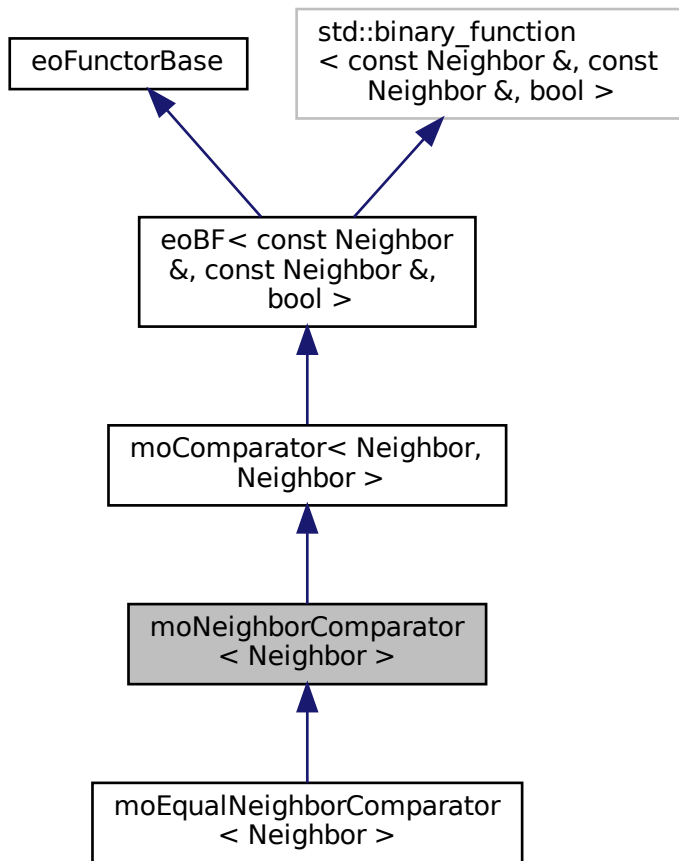 eoFunctorBase
std::binary_function
< const Neighbor &, const
Neighbor &, bool >
eoBF< const Neighbor
&, const Neighbor &,
bool >
moComparator< Neighbor,
Neighbor >
moNeighborComparator
< Neighbor >
moEqualNeighborComparator
< Neighbor >